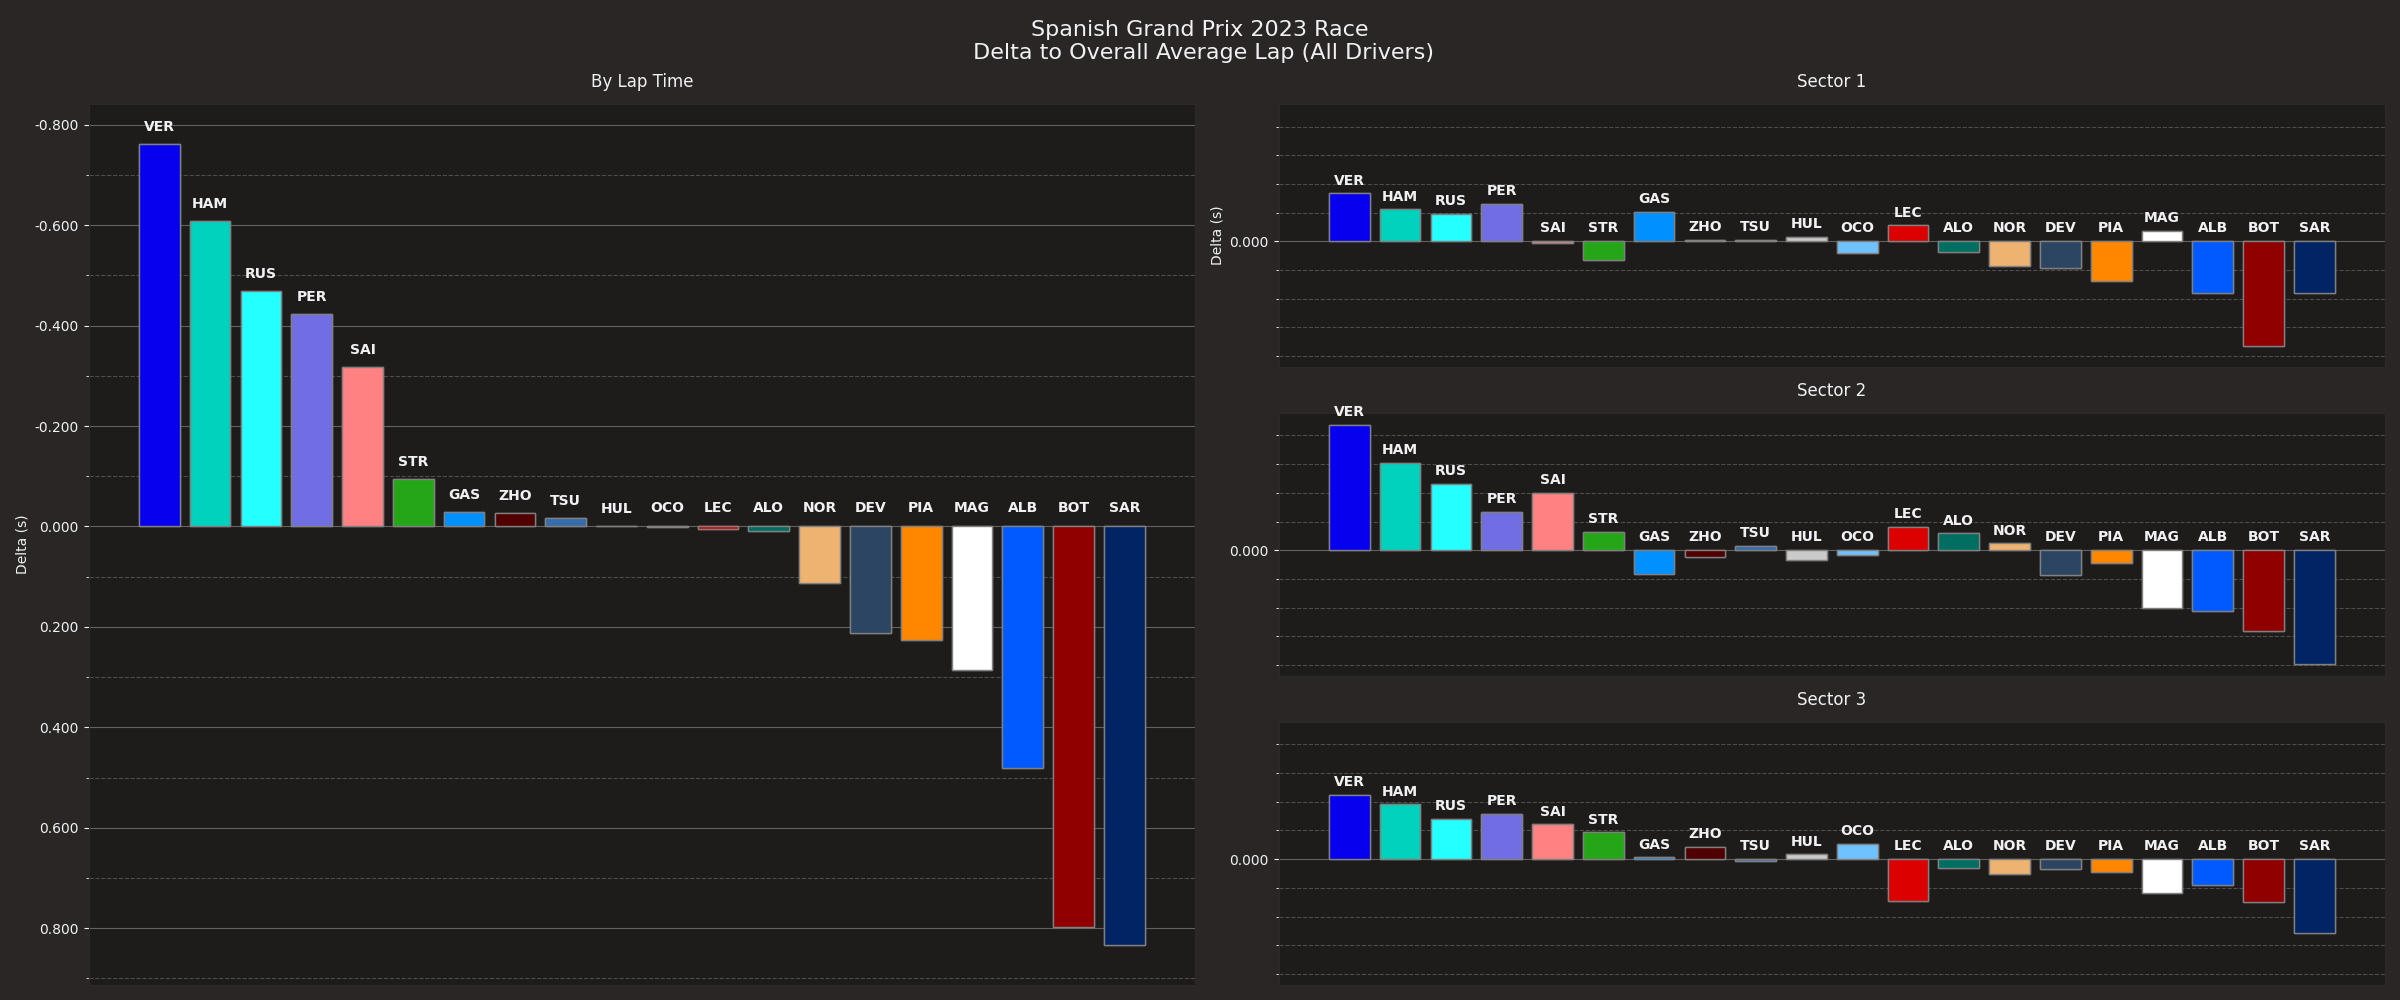 Spanish Grand Prix 2023 Race
Delta to Overall Average Lap (All Drivers)
By Lap Time
Delta (s)
-0.800
-0.600
-0.400
-0.200
0.000
0.200
0.400
0.600
0.800
VER
HAM
RUS
PER
SAI
STR
GAS
ZHO
TSU
HUL
OCO
LEC
ALO
NOR
DEV
PIA
MAG
ALB
BOT
SAR
Sector 1
Delta (s)
0.000
VER
HAM
RUS
PER
SAI
STR
GAS
ZHO
TSU
HUL
OCO
LEC
ALO
NOR
DEV
PIA
MAG
ALB
BOT
SAR
Sector 2
0.000
VER
HAM
RUS
PER
SAI
STR
GAS
ZHO
TSU
HUL
OCO
LEC
ALO
NOR
DEV
PIA
MAG
ALB
BOT
SAR
Sector 3
0.000
VER
HAM
RUS
PER
SAI
STR
GAS
ZHO
TSU
HUL
OCO
LEC
ALO
NOR
DEV
PIA
MAG
ALB
BOT
SAR